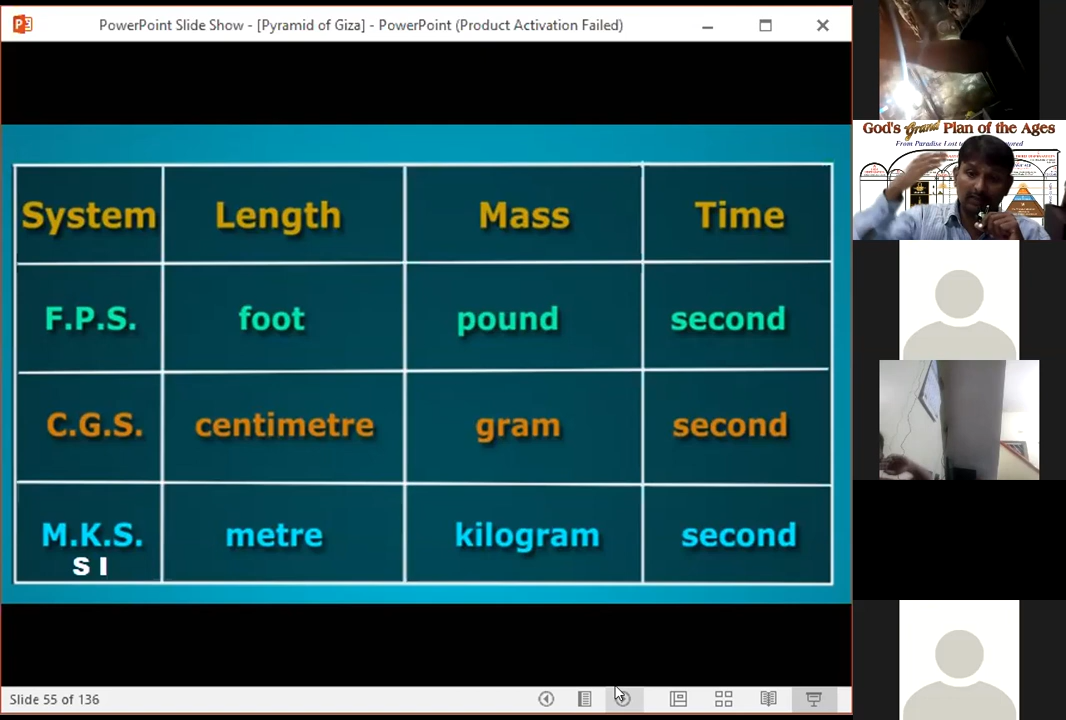 PowerPoint Slide Show - [Pyramid of Giza] - PowerPoint (Product Activation Failed)
System Length Mass Time
F.P.S. foot pound second
C.G.S. centimetre gram second
M.K.S. metre kilogram second
S I
Slide 55 of 136
God's Grand Plan of the Ages
From Paradise Lost to